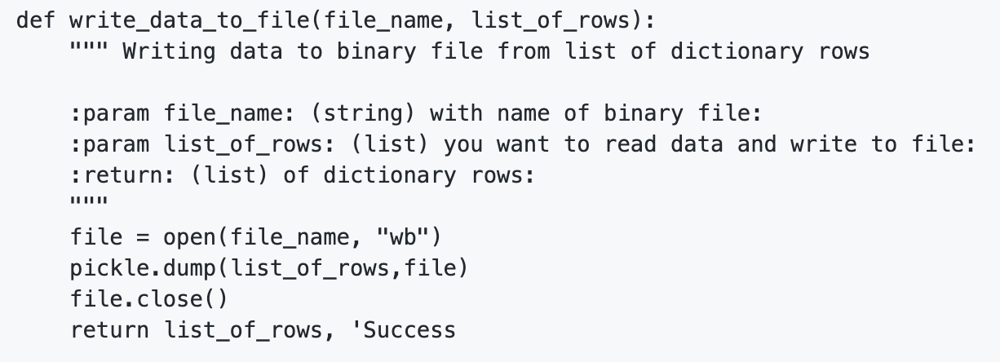 def write_data_to_file(file_name, list_of_rows):
""" Writing data to binary file from list of dictionary rows
:param file_name: (string) with name of binary file:
:param list_of_rows: (list) you want to read data and write to file:
:return: (list) of dictionary rows:
"""
file = open(file_name, "wb")
pickle.dump(list_of_rows,file)
file.close()
return list_of_rows, 'Success